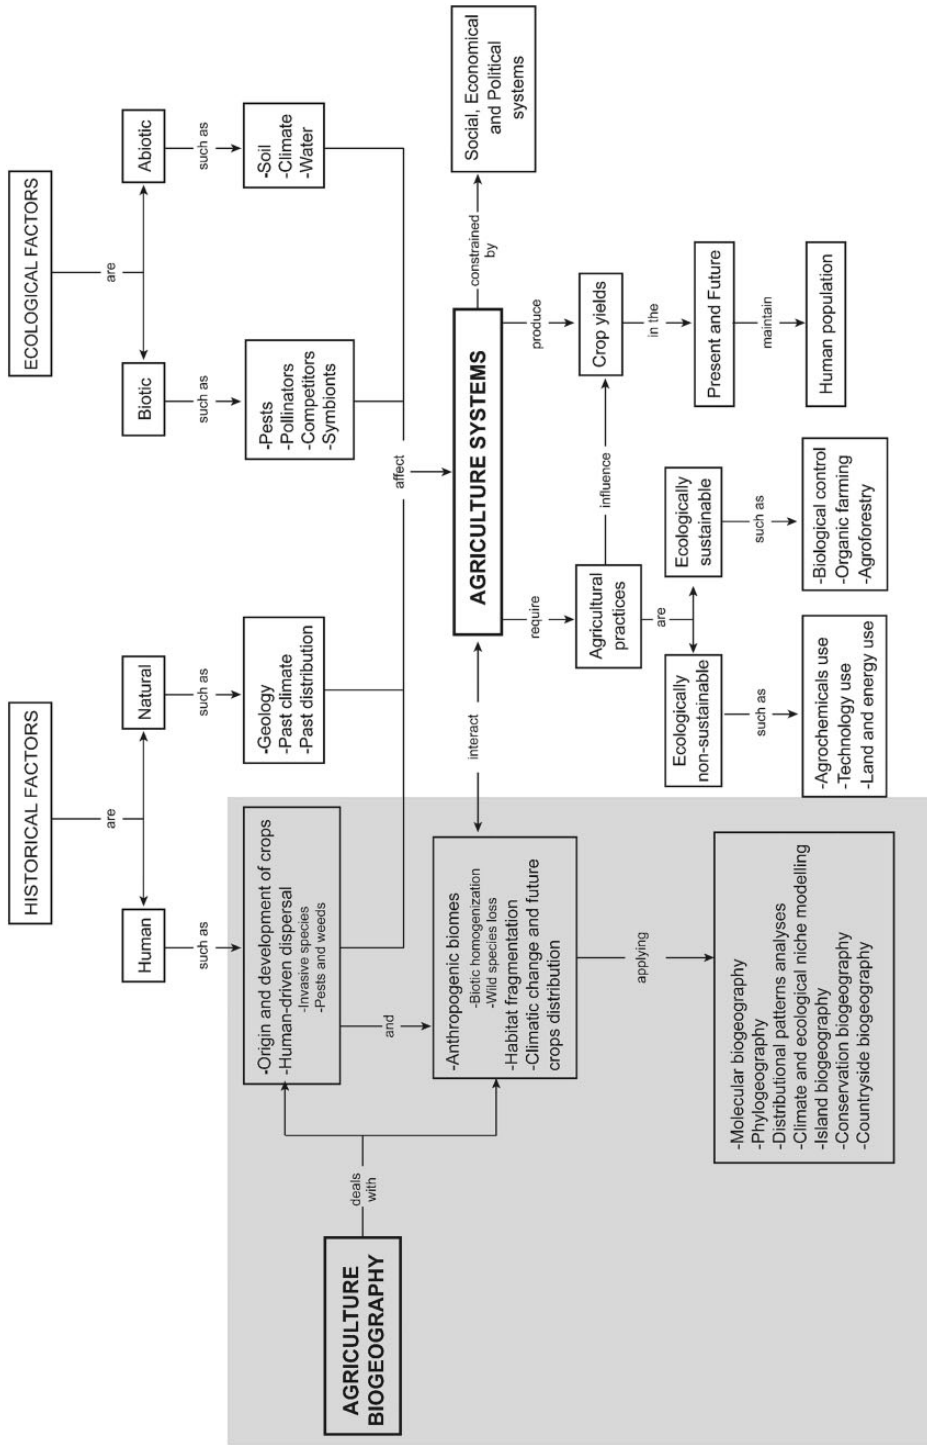 HISTORICAL FACTORS
are
Human
Natural
such as
such as
-Origin and development of crops
-Human-driven dispersal
-Invasive species
-Pests and weeds
-Geology
-Past climate
-Past distribution
ECOLOGICAL FACTORS
are
Biotic
Abiotic
such as
such as
-Pests
-Pollinators
-Competitors
-Symbionts
-Soil
-Climate
-Water
affect
AGRICULTURE
BIOGEOGRAPHY
deals
with
and
-Anthropogenic biomes
-Biotic homogenization
-Wild species loss
-Habitat fragmentation
-Climatic change and future
crops distribution
interact
AGRICULTURE SYSTEMS
constrained
by
Social, Economical
and Political
systems
applying
-Molecular biogeography
-Phylogeography
-Distributional patterns analyses
-Climate and ecological niche modelling
-Island biogeography
-Conservation biogeography
-Countryside biogeography
require
produce
Agricultural
practices
influence
Crop yields
are
in the
Ecologically
non-sustainable
Ecologically
sustainable
Present and Future
such as
such as
maintain
-Agrochemicals use
-Technology use
-Land and energy use
-Biological control
-Organic farming
-Agroforestry
Human population